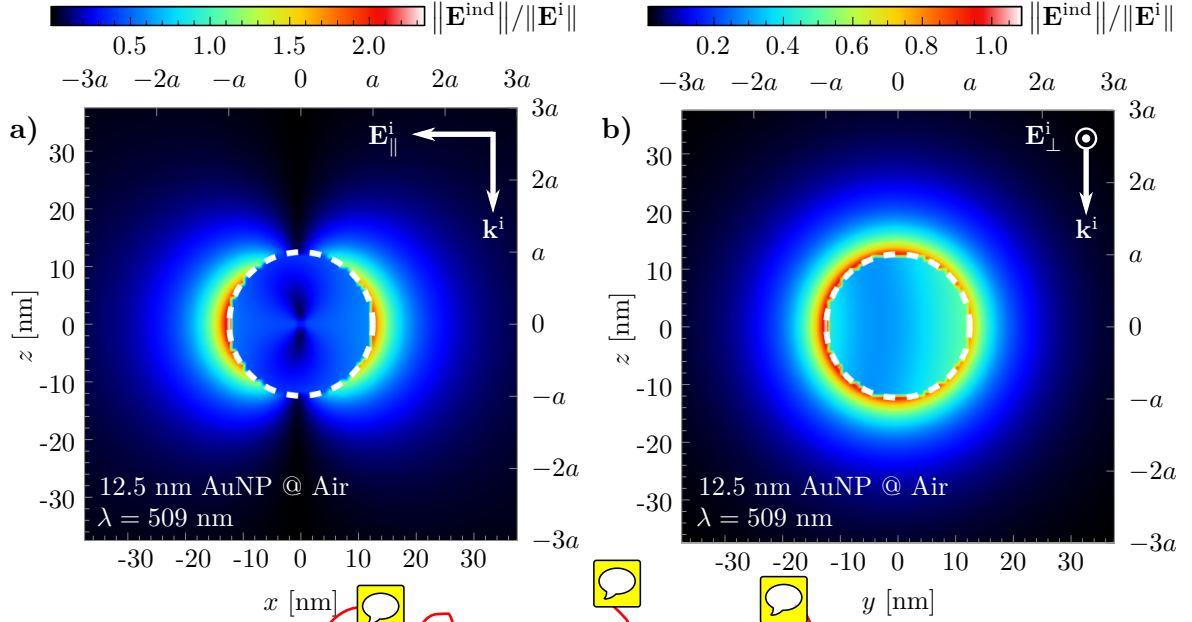 ‖E^ind‖/‖E^i‖
0.5 1.0 1.5 2.0
−3a −2a −a 0 a 2a 3a
a)
E^i_∥
k^i
3a
2a
a
0
−a
−2a
−3a
30
20
10
0
-10
-20
-30
z [nm]
12.5 nm AuNP @ Air
λ = 509 nm
-30 -20 -10 0 10 20 30
x [nm]
‖E^ind‖/‖E^i‖
0.2 0.4 0.6 0.8 1.0
−3a −2a −a 0 a 2a 3a
b)
E^i_⊥
k^i
3a
2a
a
0
−a
−2a
−3a
30
20
10
0
-10
-20
-30
z [nm]
12.5 nm AuNP @ Air
λ = 509 nm
-30 -20 -10 0 10 20 30
y [nm]